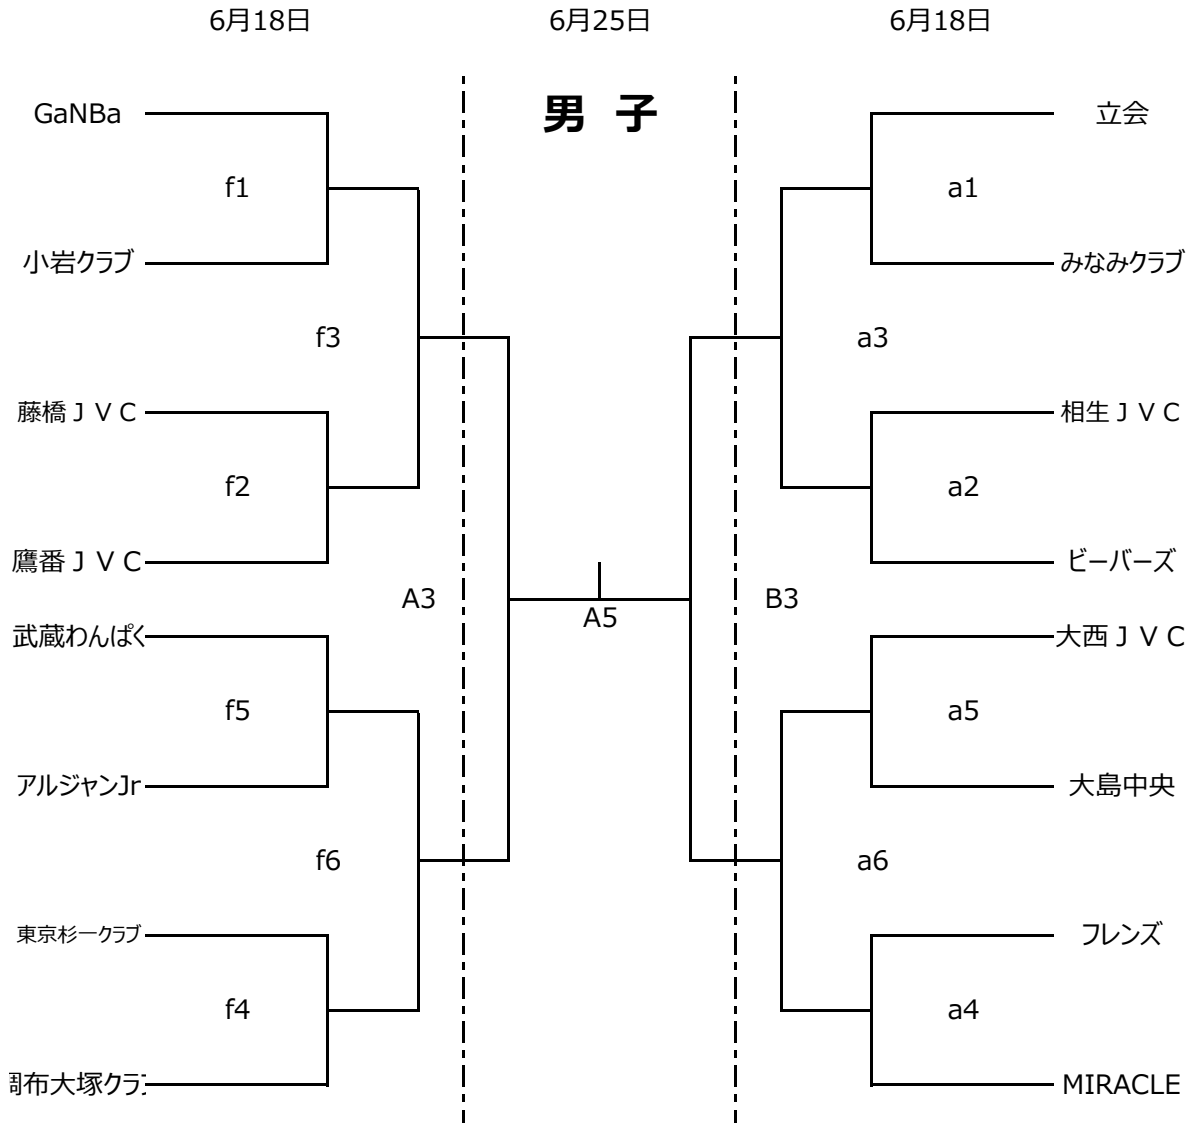 6月18日 6月25日 6月18日
男 子
GaNBa 立会
f1 a1
小岩クラブ みなみクラブ
f3 a3
藤橋ＪＶＣ 相生ＪＶＣ
f2 a2
鷹番ＪＶＣ ビーバーズ
A3 A5 B3
武蔵わんぱく 大西ＪＶＣ
f5 a5
アルジャンJr 大島中央
f6 a6
東京杉一クラブ フレンズ
f4 a4
調布大塚クラブ MIRACLE